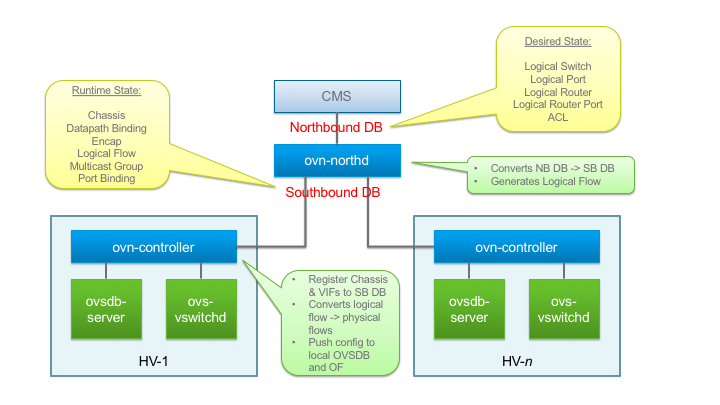 Desired State:
Logical Switch
Logical Port
Logical Router
Logical Router Port
ACL
Runtime State:
Chassis
Datapath Binding
Encap
Logical Flow
Multicast Group
Port Binding
CMS
Northbound DB
ovn-northd
• Converts NB DB -> SB DB
• Generates Logical Flow
Southbound DB
ovn-controller
ovsdb-
server
ovs-
vswitchd
HV-1
• Register Chassis
& VIFs to SB DB
• Converts logical
flow -> physical
flows
• Push config to
local OVSDB
and OF
ovn-controller
ovsdb-
server
ovs-
vswitchd
HV-n